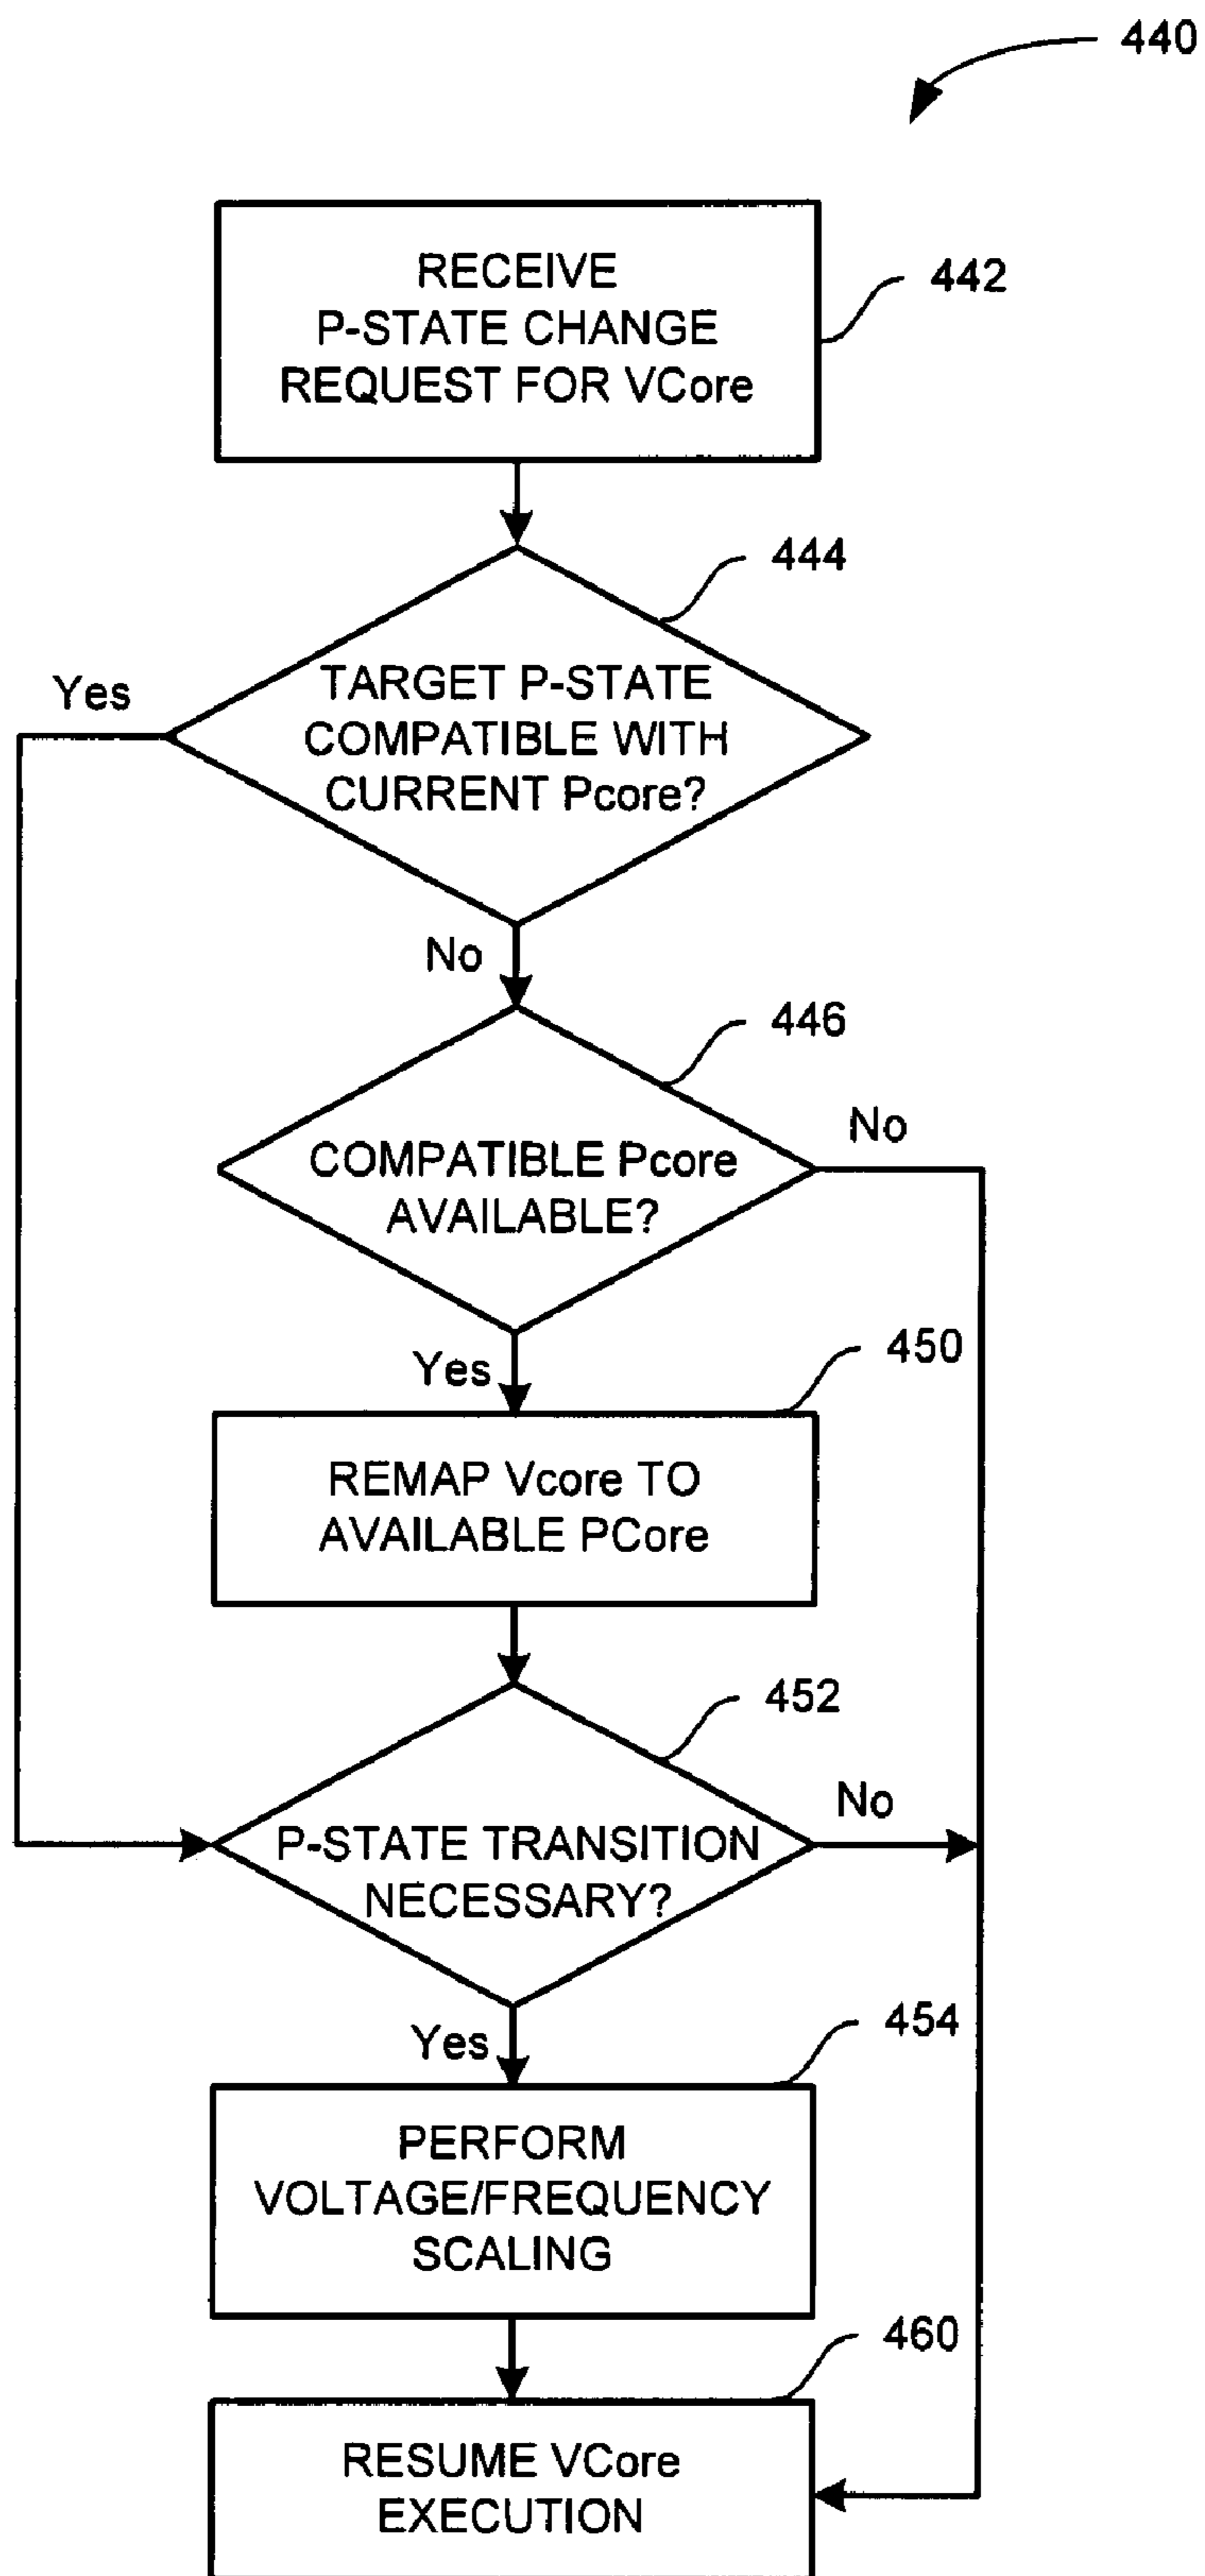 440
RECEIVE
P-STATE CHANGE
REQUEST FOR VCore
442
444
Yes
TARGET P-STATE
COMPATIBLE WITH
CURRENT Pcore?
No
446
No
COMPATIBLE Pcore
AVAILABLE?
Yes
450
REMAP Vcore TO
AVAILABLE PCore
452
No
P-STATE TRANSITION
NECESSARY?
Yes
454
PERFORM
VOLTAGE/FREQUENCY
SCALING
460
RESUME VCore
EXECUTION